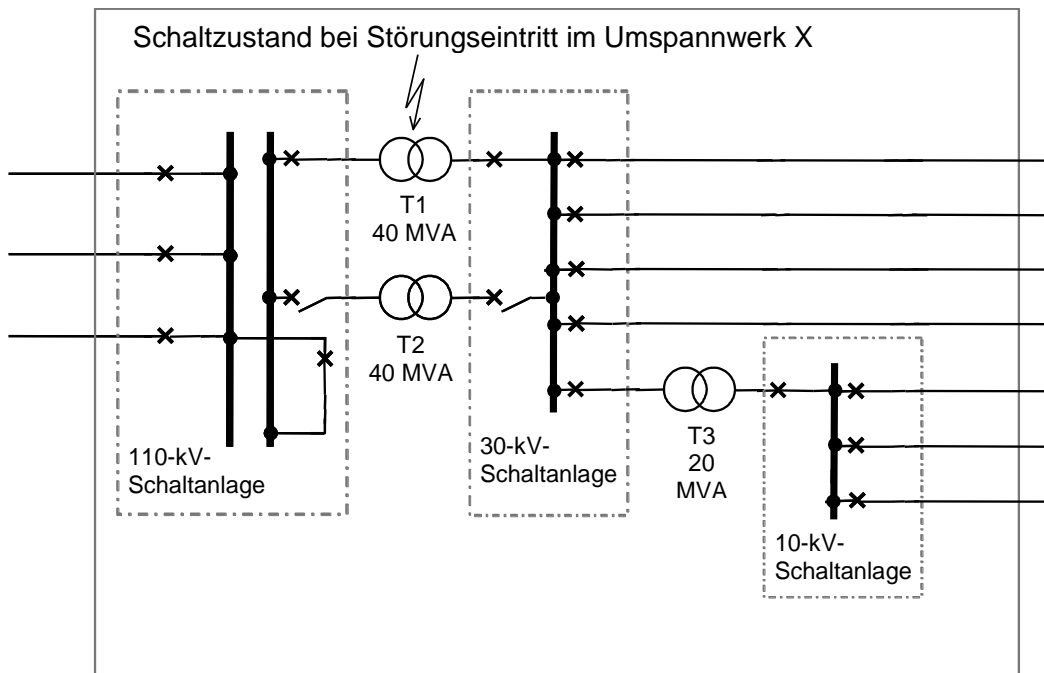 Schaltzustand bei Störungseintritt im Umspannwerk X
T1
40 MVA
T2
40 MVA
110-kV-
Schaltanlage
30-kV-
Schaltanlage
T3
20
MVA
10-kV-
Schaltanlage